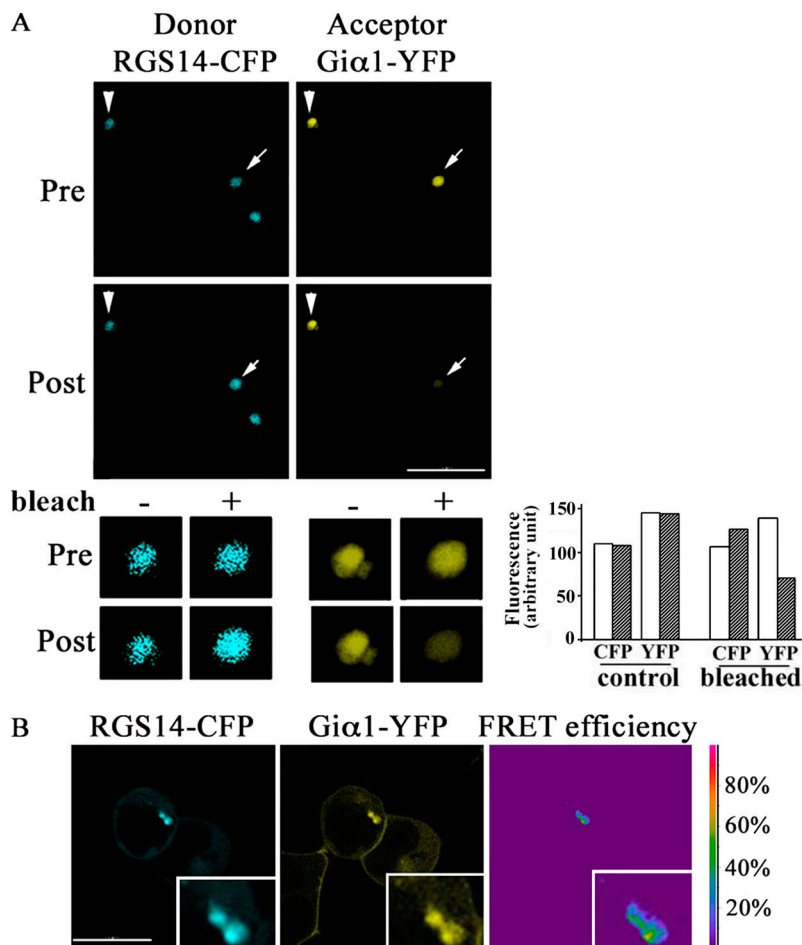 A
Donor
RGS14-CFP
Acceptor
Giα1-YFP
Pre
Post
bleach - +
- +
Pre
Post
Fluorescence
(arbitrary unit)
150
100
50
0
CFP YFP CFP YFP
control bleached
B
RGS14-CFP Giα1-YFP FRET efficiency
80%
60%
40%
20%